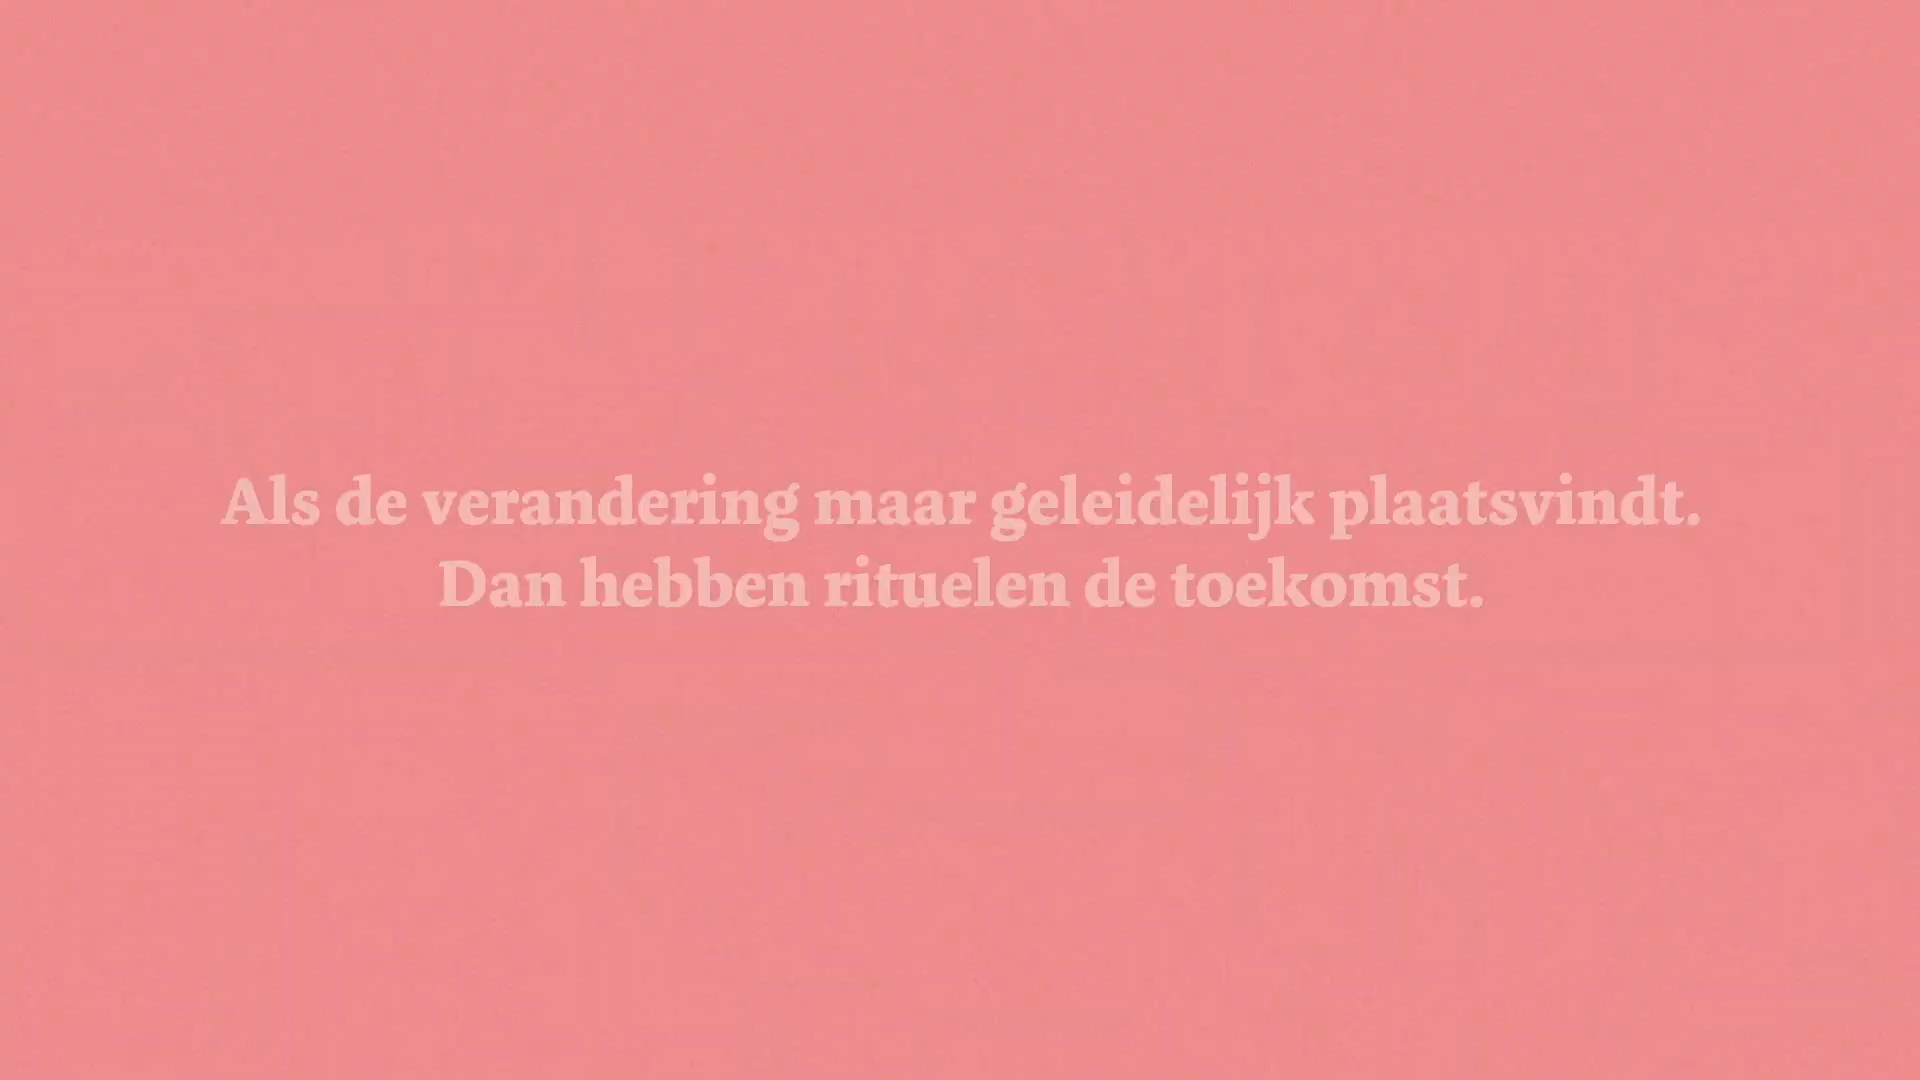 Als de verandering maar geleidelijk plaatsvindt.
Dan hebben rituelen de toekomst.